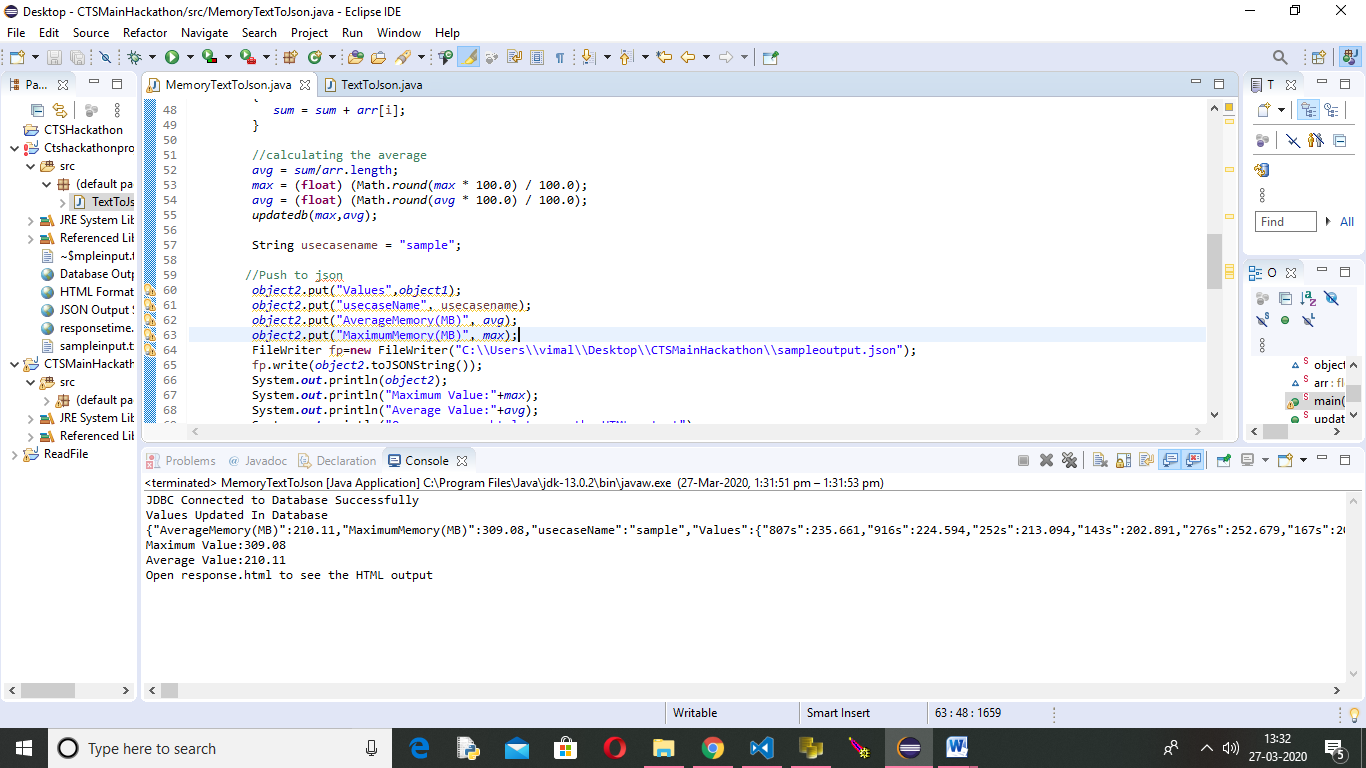 Desktop - CTSMainHackathon/src/MemoryTextToJson.java - Eclipse IDE
File Edit Source Refactor Navigate Search Project Run Window Help
Pa...
CTSHackathon
Ctshackathonpro
src
(default pa
TextToJs
JRE System Lib
Referenced Lib
~$mpleinput.t
Database Outp
HTML Format
JSON Output S
responsetime.
sampleinput.t
CTSMainHackath
src
(default pa
JRE System Lib
Referenced Lib
ReadFile
MemoryTextToJson.java
TextToJson.java
48 sum = sum + arr[i];
49 }
50
51 //calculating the average
52 avg = sum/arr.length;
53 max = (float) (Math.round(max * 100.0) / 100.0);
54 avg = (float) (Math.round(avg * 100.0) / 100.0);
55 updatedb(max,avg);
56
57 String usecasename = "sample";
58
59 //Push to json
60 object2.put("Values",object1);
61 object2.put("usecaseName", usecasename);
62 object2.put("AverageMemory(MB)", avg);
63 object2.put("MaximumMemory(MB)", max);
64 FileWriter fp=new FileWriter("C:\\Users\\vimal\\Desktop\\CTSMainHackathon\\sampleoutput.json");
65 fp.write(object2.toJSONString());
66 System.out.println(object2);
67 System.out.println("Maximum Value:"+max);
68 System.out.println("Average Value:"+avg);
T
Find
All
O
object
arr : fl
main(
updat
Problems @ Javadoc Declaration Console
<terminated> MemoryTextToJson [Java Application] C:\Program Files\Java\jdk-13.0.2\bin\javaw.exe (27-Mar-2020, 1:31:51 pm – 1:31:53 pm)
JDBC Connected to Database Successfully
Values Updated In Database
{"AverageMemory(MB)":210.11,"MaximumMemory(MB)":309.08,"usecaseName":"sample","Values":{"807s":235.661,"916s":224.594,"252s":213.094,"143s":202.891,"276s":252.679,"167s":20
Maximum Value:309.08
Average Value:210.11
Open response.html to see the HTML output
Writable
Smart Insert
63 : 48 : 1659
Type here to search
13:32
27-03-2020
5